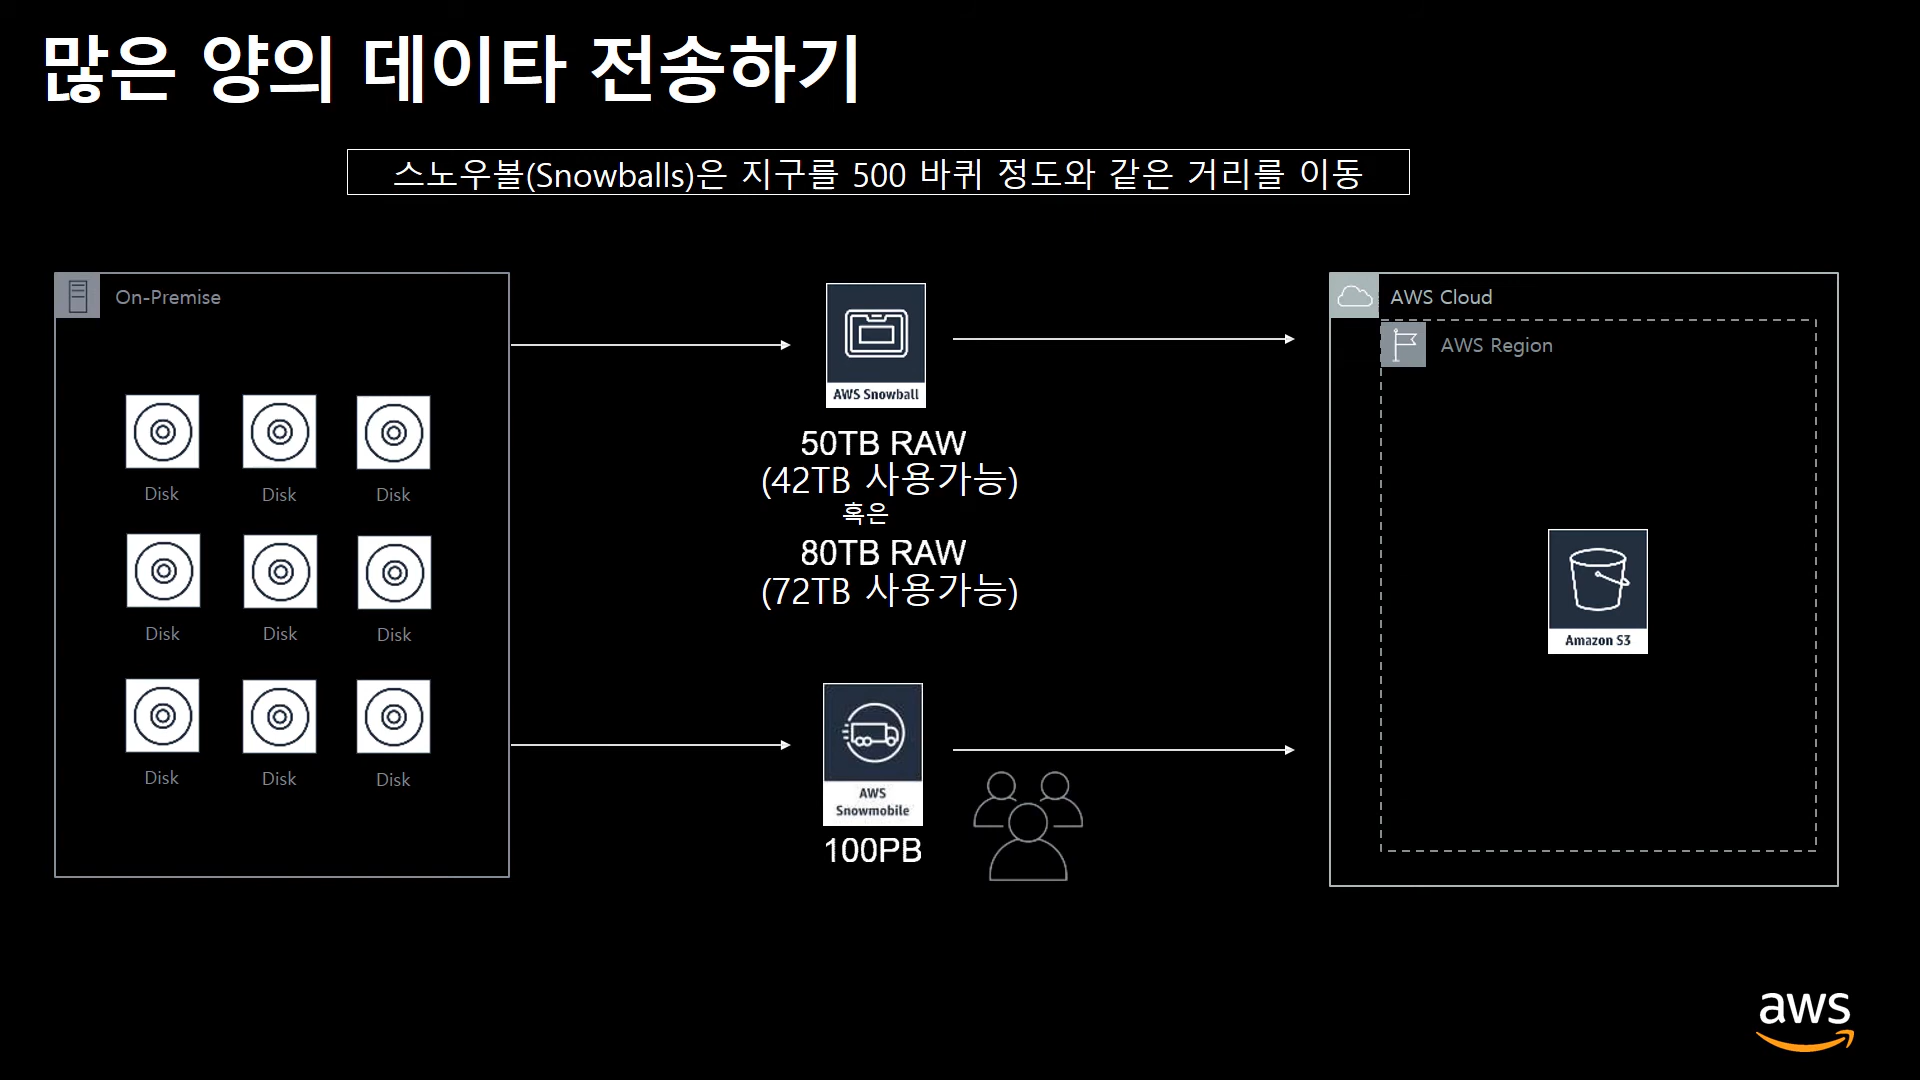 많은 양의 데이타 전송하기
스노우볼(Snowballs)은 지구를 500 바퀴 정도와 같은 거리를 이동
On-Premise
Disk
Disk
Disk
Disk
Disk
Disk
Disk
Disk
Disk
AWS Snowball
50TB RAW
(42TB 사용가능)
혹은
80TB RAW
(72TB 사용가능)
AWS
Snowmobile
100PB
AWS Cloud
AWS Region
Amazon S3
aws